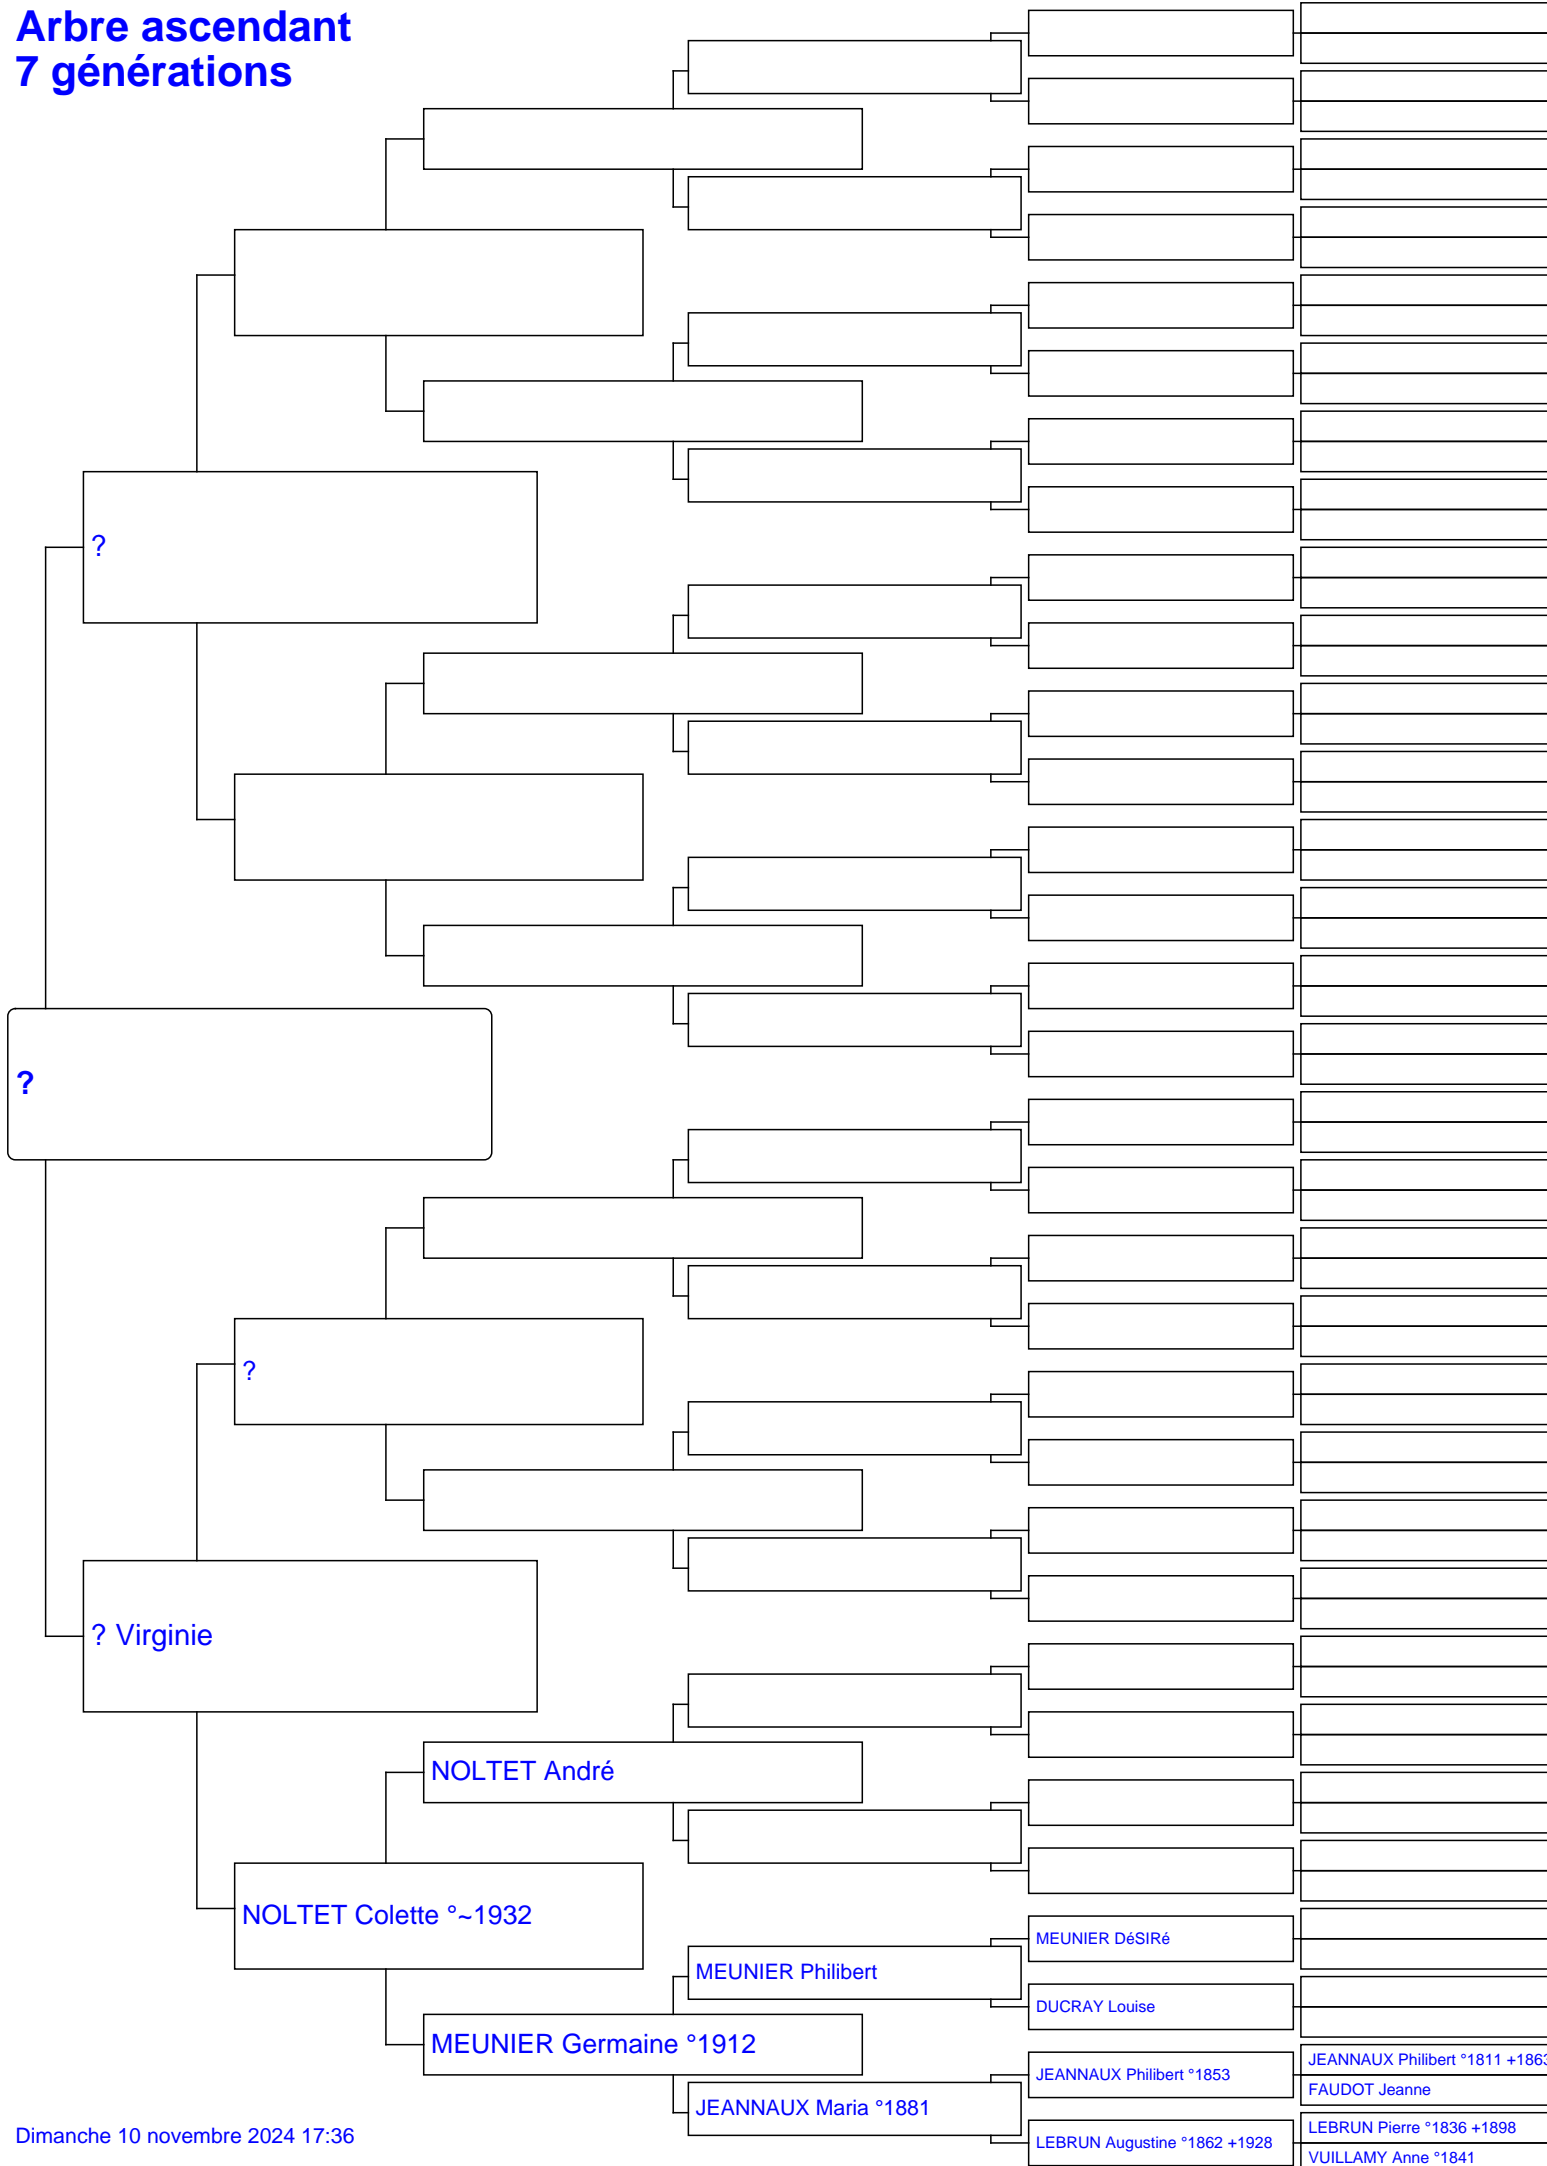 Arbre ascendant
7 générations
?
?
?
? Virginie
NOLTET André
NOLTET Colette °~1932
MEUNIER DéSIRé
MEUNIER Philibert
DUCRAY Louise
MEUNIER Germaine °1912
JEANNAUX Philibert °1811 +1863
JEANNAUX Philibert °1853
FAUDOT Jeanne
JEANNAUX Maria °1881
LEBRUN Pierre °1836 +1898
LEBRUN Augustine °1862 +1928
VUILLAMY Anne °1841
Dimanche 10 novembre 2024 17:36